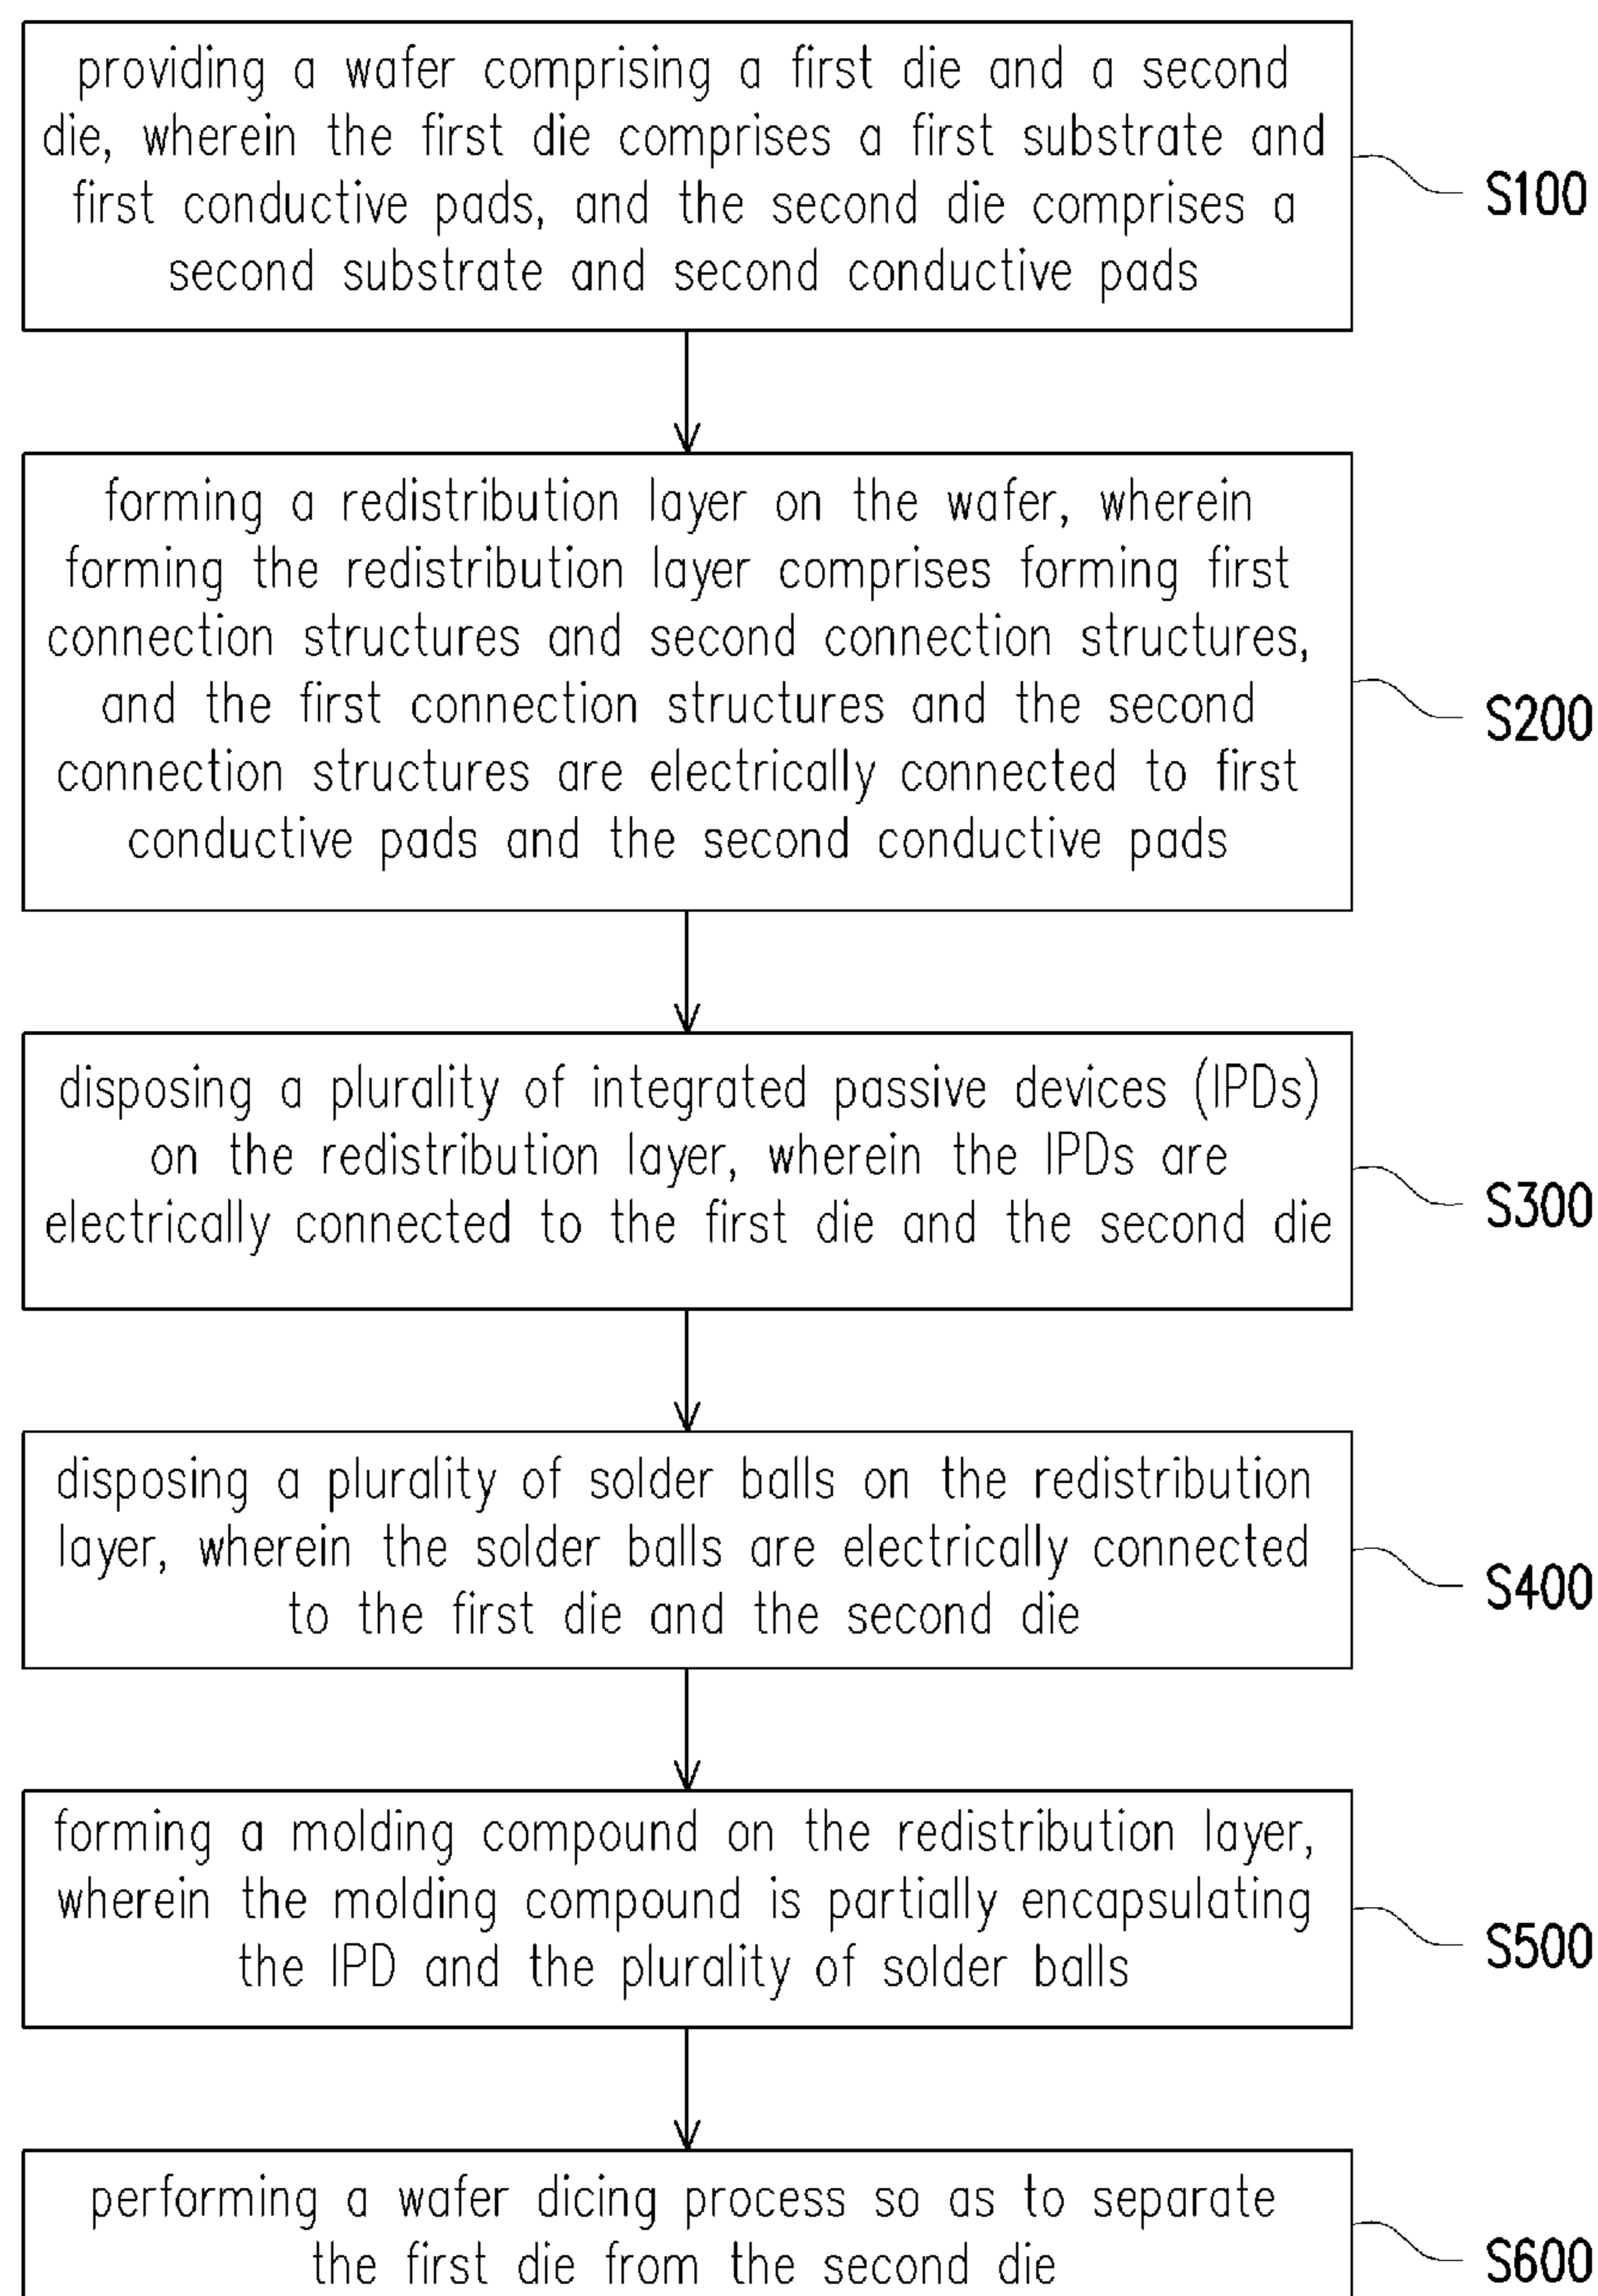 providing a wafer comprising a first die and a second
die, wherein the first die comprises a first substrate and
first conductive pads, and the second die comprises a
second substrate and second conductive pads
S100
forming a redistribution layer on the wafer, wherein
forming the redistribution layer comprises forming first
connection structures and second connection structures,
and the first connection structures and the second
connection structures are electrically connected to first
conductive pads and the second conductive pads
S200
disposing a plurality of integrated passive devices (IPDs)
on the redistribution layer, wherein the IPDs are
electrically connected to the first die and the second die
S300
disposing a plurality of solder balls on the redistribution
layer, wherein the solder balls are electrically connected
to the first die and the second die
S400
forming a molding compound on the redistribution layer,
wherein the molding compound is partially encapsulating
the IPD and the plurality of solder balls
S500
performing a wafer dicing process so as to separate
the first die from the second die
S600